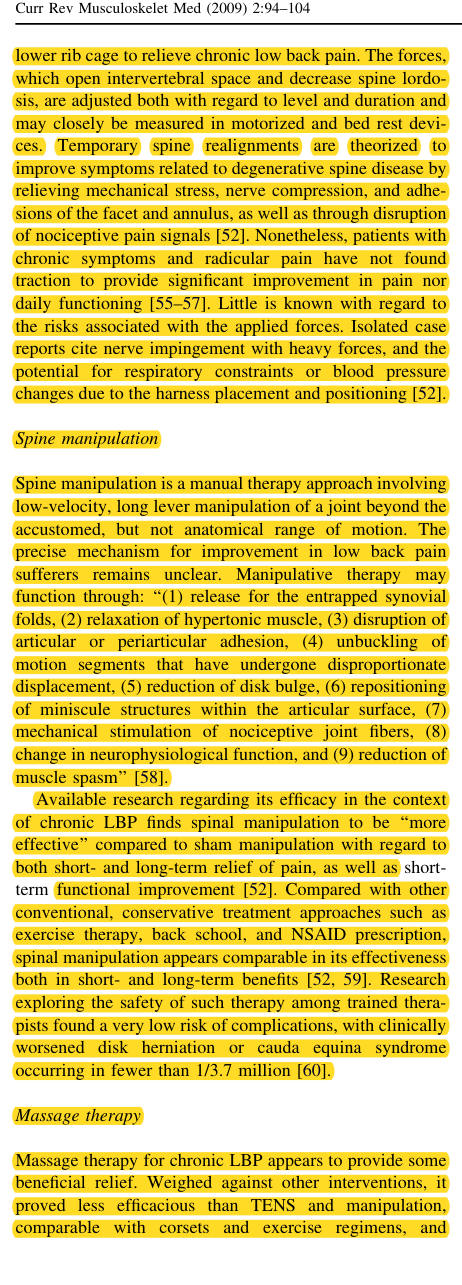 Curr Rev Musculoskelet Med (2009) 2:94–104
lower rib cage to relieve chronic low back pain. The forces,
which open intervertebral space and decrease spine lordo-
sis, are adjusted both with regard to level and duration and
may closely be measured in motorized and bed rest devi-
ces. Temporary spine realignments are theorized to
improve symptoms related to degenerative spine disease by
relieving mechanical stress, nerve compression, and adhe-
sions of the facet and annulus, as well as through disruption
of nociceptive pain signals [52]. Nonetheless, patients with
chronic symptoms and radicular pain have not found
traction to provide significant improvement in pain nor
daily functioning [55–57]. Little is known with regard to
the risks associated with the applied forces. Isolated case
reports cite nerve impingement with heavy forces, and the
potential for respiratory constraints or blood pressure
changes due to the harness placement and positioning [52].
Spine manipulation
Spine manipulation is a manual therapy approach involving
low-velocity, long lever manipulation of a joint beyond the
accustomed, but not anatomical range of motion. The
precise mechanism for improvement in low back pain
sufferers remains unclear. Manipulative therapy may
function through: “(1) release for the entrapped synovial
folds, (2) relaxation of hypertonic muscle, (3) disruption of
articular or periarticular adhesion, (4) unbuckling of
motion segments that have undergone disproportionate
displacement, (5) reduction of disk bulge, (6) repositioning
of miniscule structures within the articular surface, (7)
mechanical stimulation of nociceptive joint fibers, (8)
change in neurophysiological function, and (9) reduction of
muscle spasm” [58].
Available research regarding its efficacy in the context
of chronic LBP finds spinal manipulation to be “more
effective” compared to sham manipulation with regard to
both short- and long-term relief of pain, as well as short-
term functional improvement [52]. Compared with other
conventional, conservative treatment approaches such as
exercise therapy, back school, and NSAID prescription,
spinal manipulation appears comparable in its effectiveness
both in short- and long-term benefits [52, 59]. Research
exploring the safety of such therapy among trained thera-
pists found a very low risk of complications, with clinically
worsened disk herniation or cauda equina syndrome
occurring in fewer than 1/3.7 million [60].
Massage therapy
Massage therapy for chronic LBP appears to provide some
beneficial relief. Weighed against other interventions, it
proved less efficacious than TENS and manipulation,
comparable with corsets and exercise regimens, and